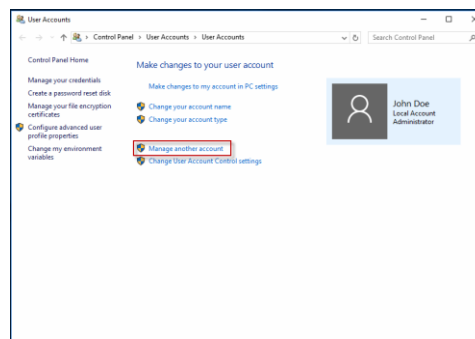 User Accounts
Control Panel > User Accounts > User Accounts
Search Control Panel
Control Panel Home
Manage your credentials
Create a password reset disk
Manage your file encryption
certificates
Configure advanced user
profile properties
Change my environment
variables
Make changes to your user account
Make changes to my account in PC settings
Change your account name
Change your account type
Manage another account
Change User Account Control settings
John Doe
Local Account
Administrator